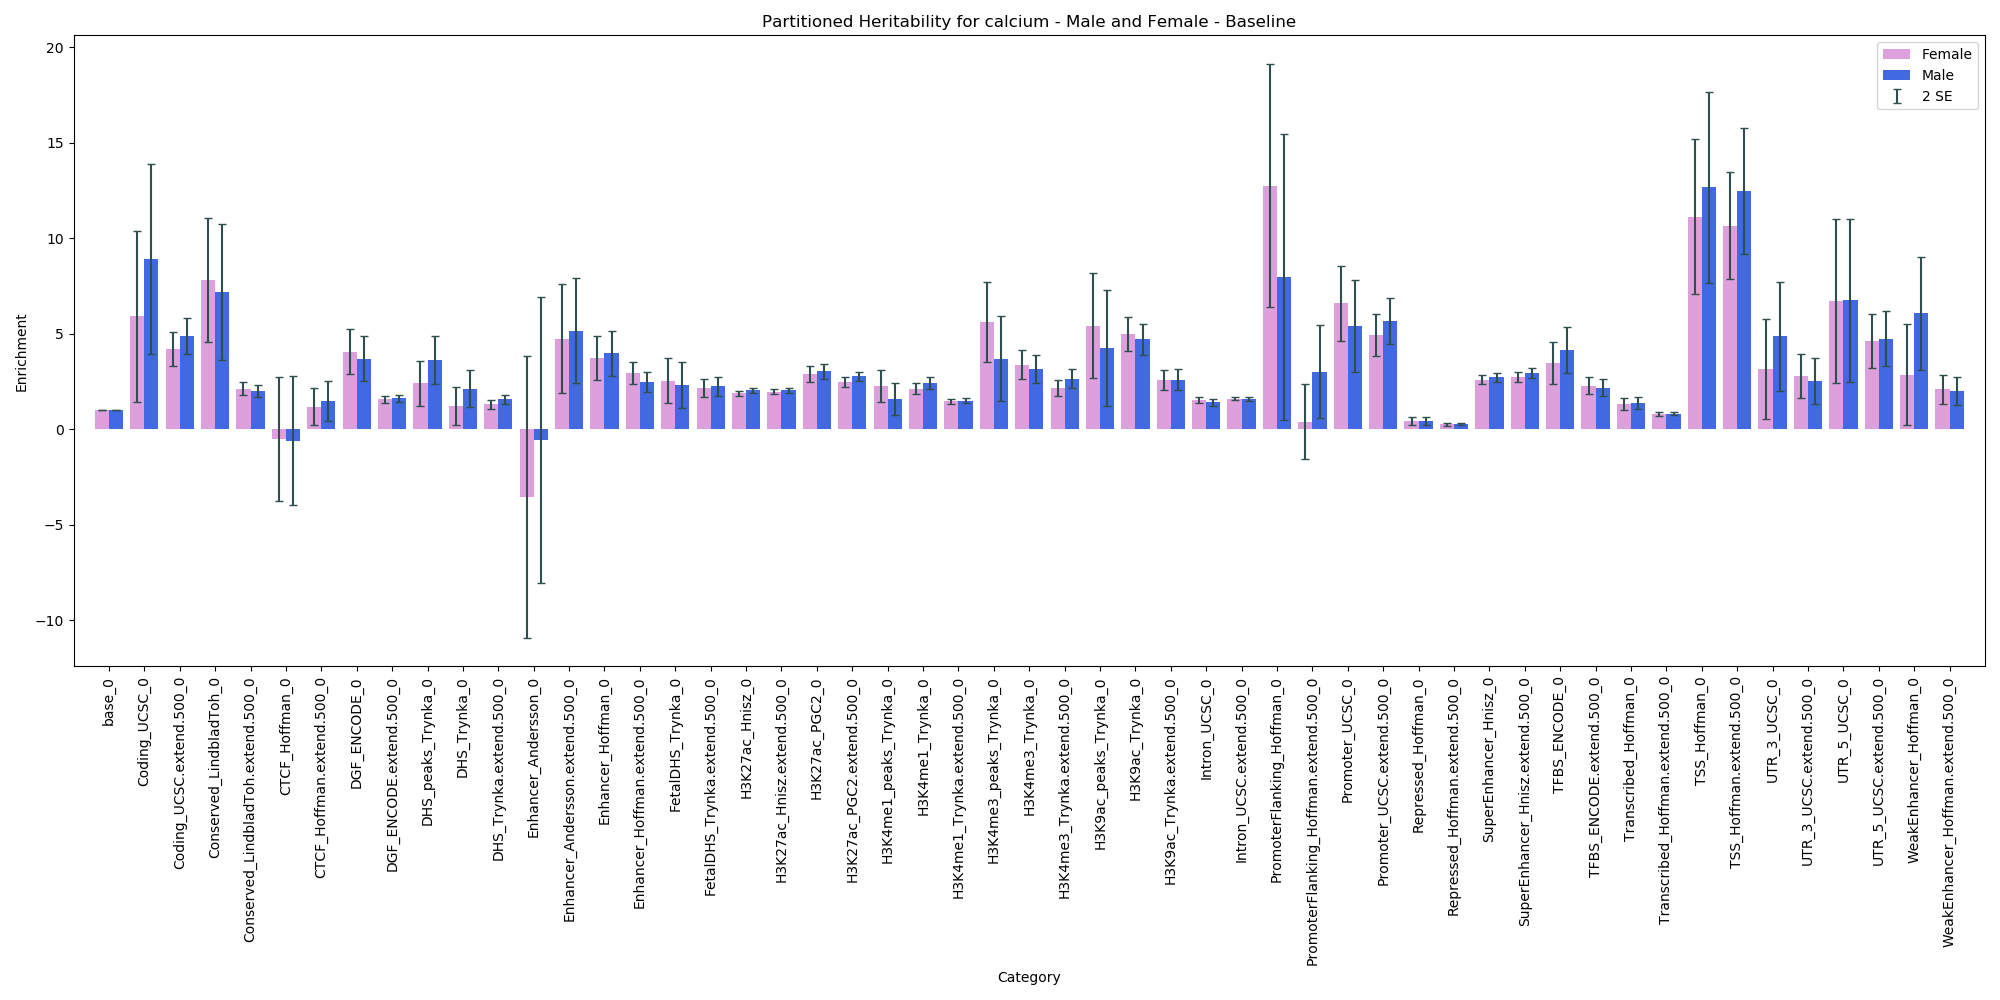 Partitioned Heritability for calcium - Male and Female - Baseline
Female
Male
2 SE
Enrichment
20
15
10
5
0
−5
−10
base_0
Coding_UCSC_0
Coding_UCSC.extend.500_0
Conserved_LindbladToh_0
Conserved_LindbladToh.extend.500_0
CTCF_Hoffman_0
CTCF_Hoffman.extend.500_0
DGF_ENCODE_0
DGF_ENCODE.extend.500_0
DHS_peaks_Trynka_0
DHS_Trynka_0
DHS_Trynka.extend.500_0
Enhancer_Andersson_0
Enhancer_Andersson.extend.500_0
Enhancer_Hoffman_0
Enhancer_Hoffman.extend.500_0
FetalDHS_Trynka_0
FetalDHS_Trynka.extend.500_0
H3K27ac_Hnisz_0
H3K27ac_Hnisz.extend.500_0
H3K27ac_PGC2_0
H3K27ac_PGC2.extend.500_0
H3K4me1_peaks_Trynka_0
H3K4me1_Trynka_0
H3K4me1_Trynka.extend.500_0
H3K4me3_peaks_Trynka_0
H3K4me3_Trynka_0
H3K4me3_Trynka.extend.500_0
H3K9ac_peaks_Trynka_0
H3K9ac_Trynka_0
H3K9ac_Trynka.extend.500_0
Intron_UCSC_0
Intron_UCSC.extend.500_0
PromoterFlanking_Hoffman_0
PromoterFlanking_Hoffman.extend.500_0
Promoter_UCSC_0
Promoter_UCSC.extend.500_0
Repressed_Hoffman_0
Repressed_Hoffman.extend.500_0
SuperEnhancer_Hnisz_0
SuperEnhancer_Hnisz.extend.500_0
TFBS_ENCODE_0
TFBS_ENCODE.extend.500_0
Transcribed_Hoffman_0
Transcribed_Hoffman.extend.500_0
TSS_Hoffman_0
TSS_Hoffman.extend.500_0
UTR_3_UCSC_0
UTR_3_UCSC.extend.500_0
UTR_5_UCSC_0
UTR_5_UCSC.extend.500_0
WeakEnhancer_Hoffman_0
WeakEnhancer_Hoffman.extend.500_0
Category